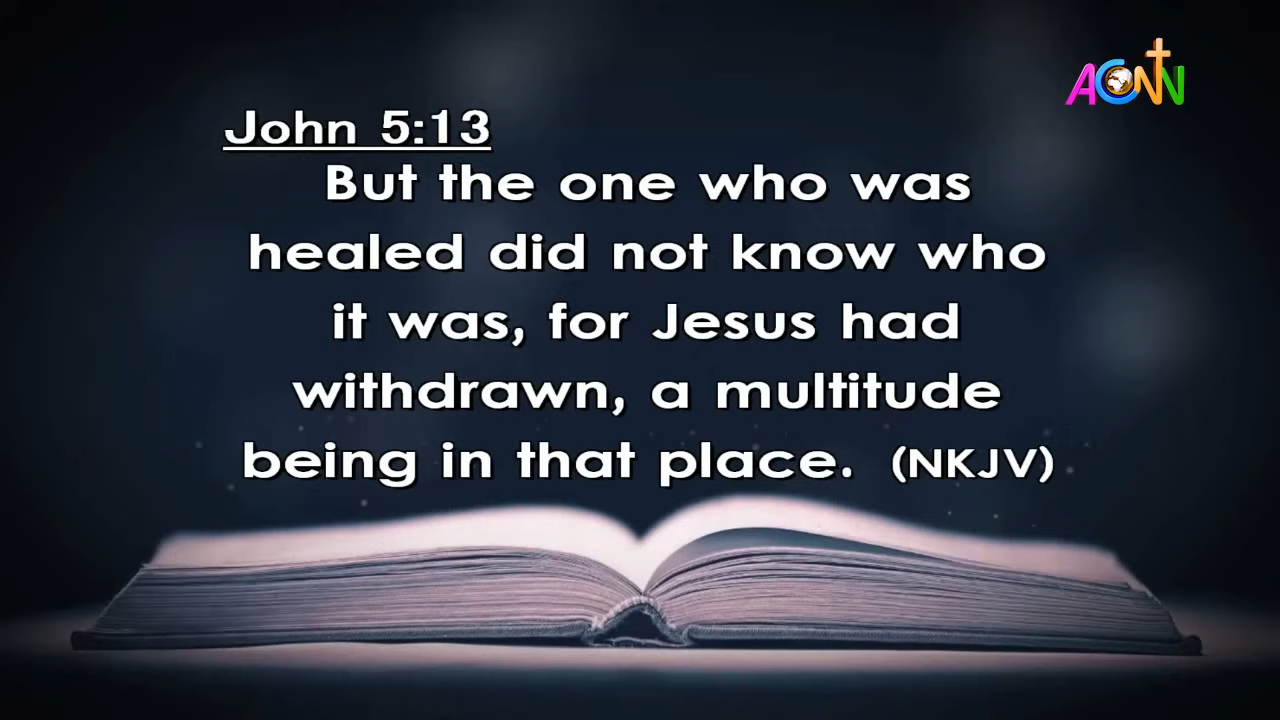 ACNN
John 5:13
But the one who was
healed did not know who
it was, for Jesus had
withdrawn, a multitude
being in that place. (NKJV)